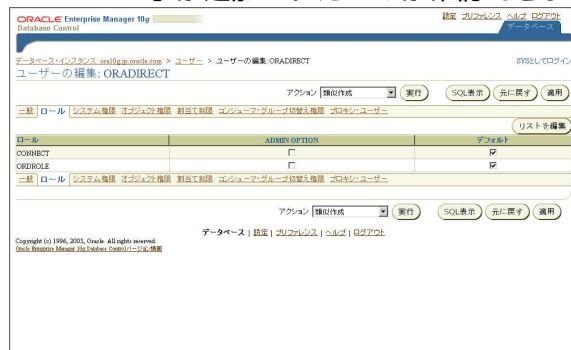 ORACLE Enterprise Manager 10g
Database Control
設定 プリファレンス ヘルプ ログアウト
データベース
データベース・インスタンス: ora10g.jp.oracle.com > ユーザー > ユーザーの編集: ORADIRECT
SYSとしてログイン
ユーザーの編集: ORADIRECT
アクション 類似作成 実行 SQL表示 元に戻す 適用
一般 ロール システム権限 オブジェクト権限 割当て制限 コンシューマ・グループ切替え権限 プロキシ・ユーザー
リストを編集
ロール ADMIN OPTION デフォルト
CONNECT
ORDROLE
一般 ロール システム権限 オブジェクト権限 割当て制限 コンシューマ・グループ切替え権限 プロキシ・ユーザー
アクション 類似作成 実行 SQL表示 元に戻す 適用
データベース | 設定 | プリファレンス | ヘルプ | ログアウト
Copyright (c) 1996, 2005, Oracle. All rights reserved.
Oracle Enterprise Manager 10g Database Controlバージョン情報